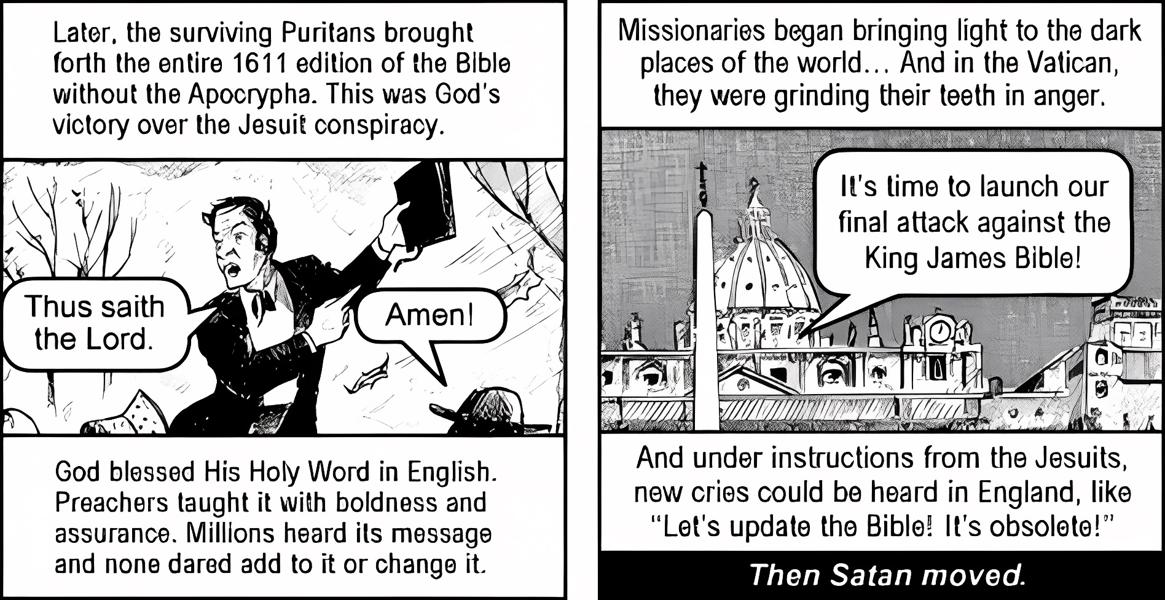 Later, the surviving Puritans brought
forth the entire 1611 edition of the Bible
without the Apocrypha. This was God's
victory over the Jesuit conspiracy.
Thus saith
the Lord.
Amen!
God blessed His Holy Word in English.
Preachers taught it with boldness and
assurance. Millions heard its message
and none dared add to it or change it.
Missionaries began bringing light to the dark
places of the world... And in the Vatican,
they were grinding their teeth in anger.
It's time to launch our
final attack against the
King James Bible!
And under instructions from the Jesuits,
new cries could be heard in England, like
“Let's update the Bible! It's obsolete!”
Then Satan moved.